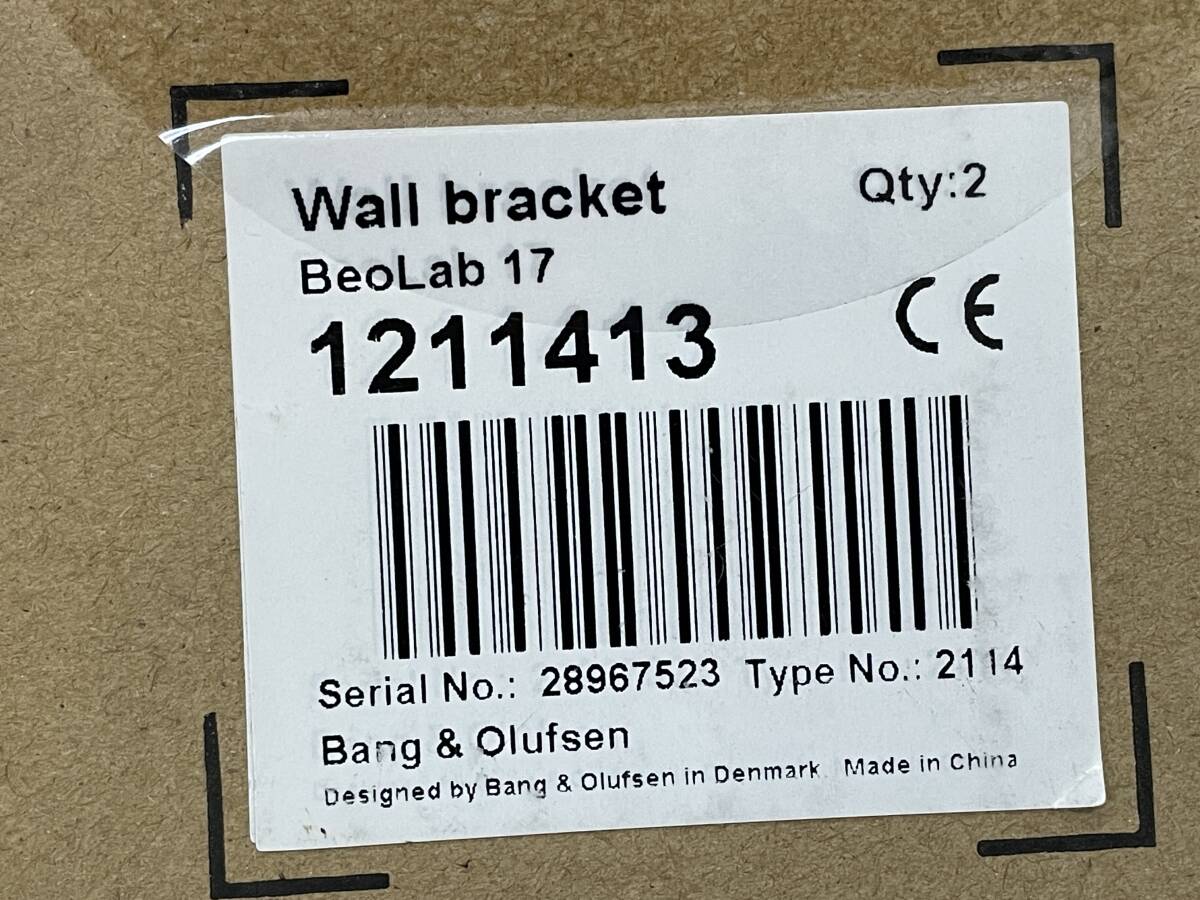 Wall bracket Qty:2
BeoLab 17
1211413 CE
Serial No.: 28967523 Type No.: 2114
Bang & Olufsen
Designed by Bang & Olufsen in Denmark. Made in China